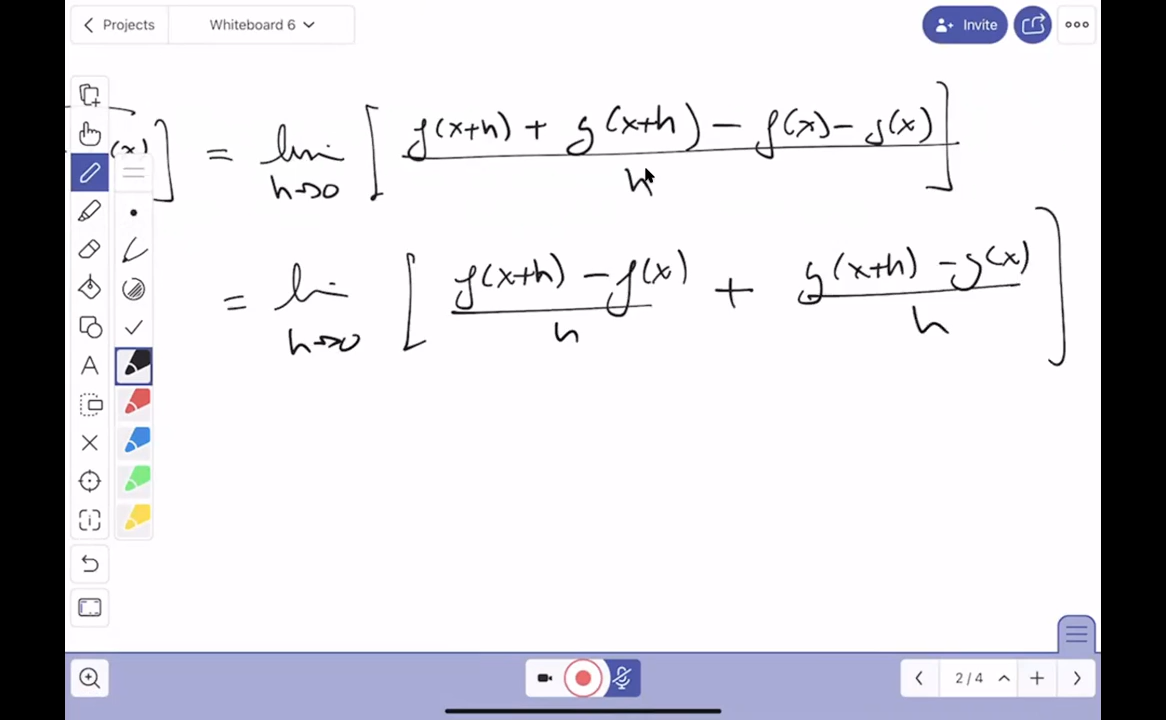 Projects
Whiteboard 6
Invite
(x)] = lim h→0 [ f(x+h) + g(x+h) − f(x) − g(x) / h ]
= lim h→0 [ f(x+h) − f(x) / h + g(x+h) − g(x) / h ]
A
2/4